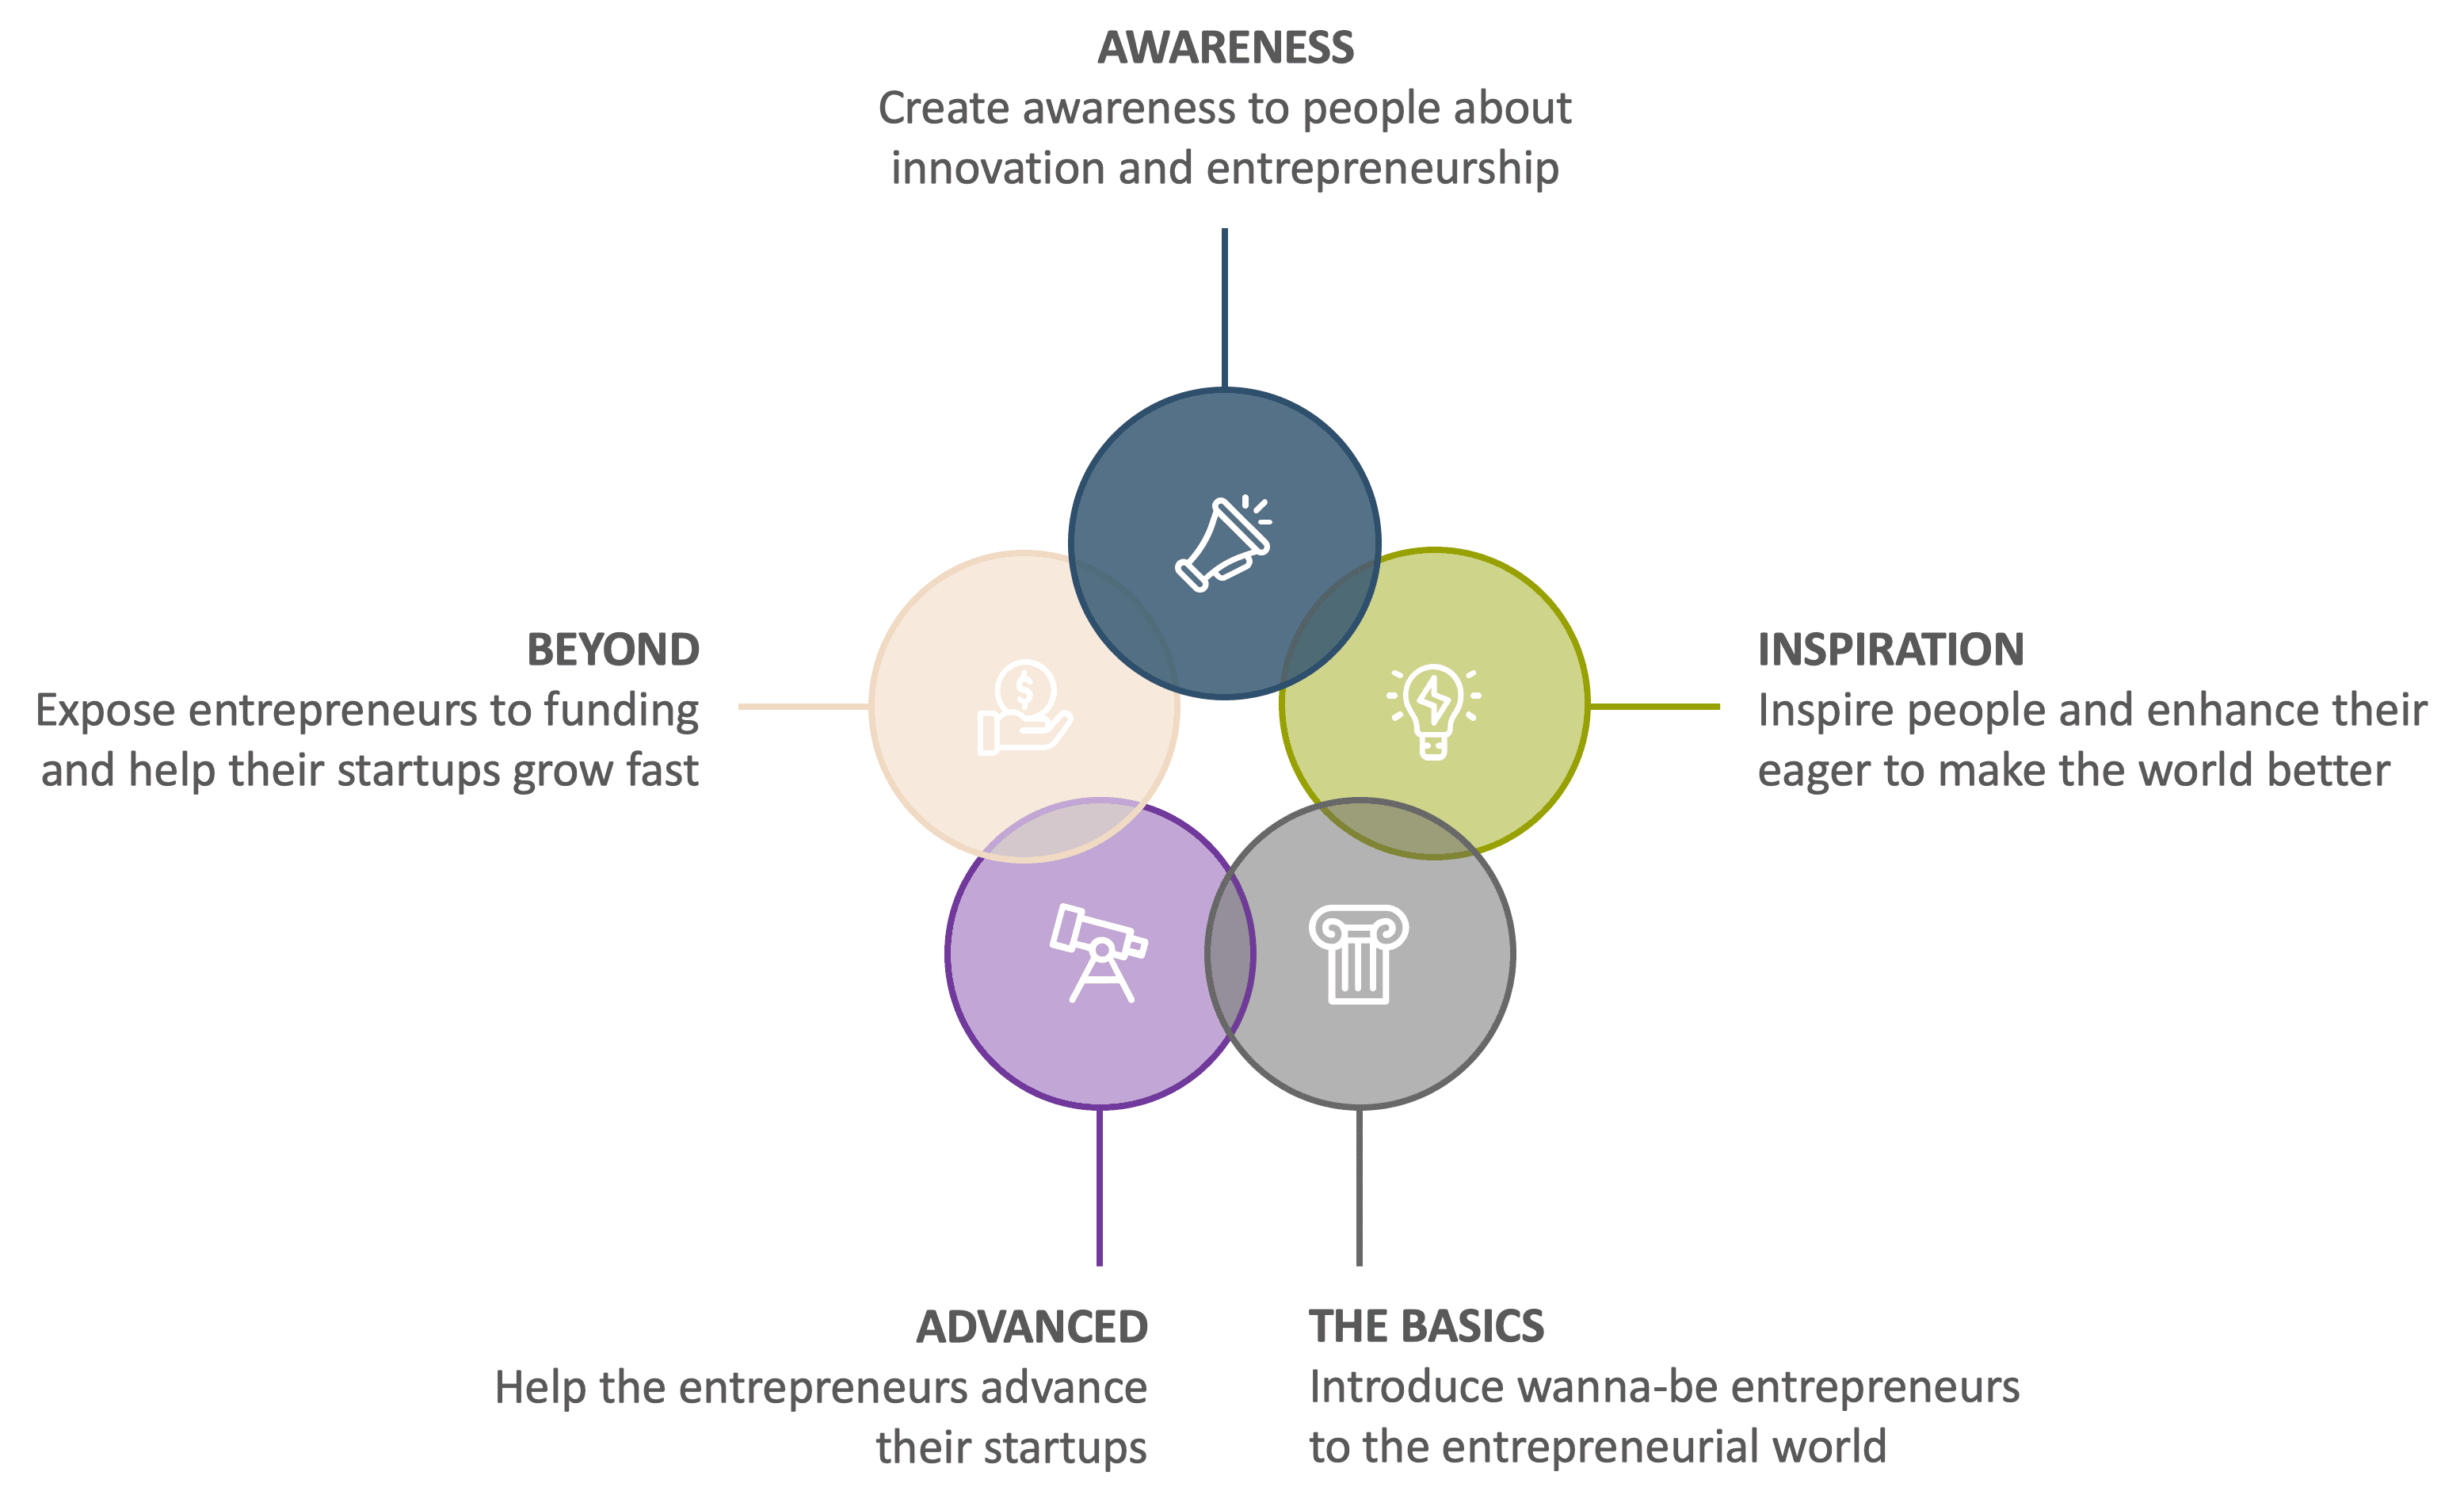 AWARENESS
Create awareness to people about
innovation and entrepreneurship
BEYOND
Expose entrepreneurs to funding
and help their startups grow fast
INSPIRATION
Inspire people and enhance their
eager to make the world better
ADVANCED
Help the entrepreneurs advance
their startups
THE BASICS
Introduce wanna-be entrepreneurs
to the entrepreneurial world